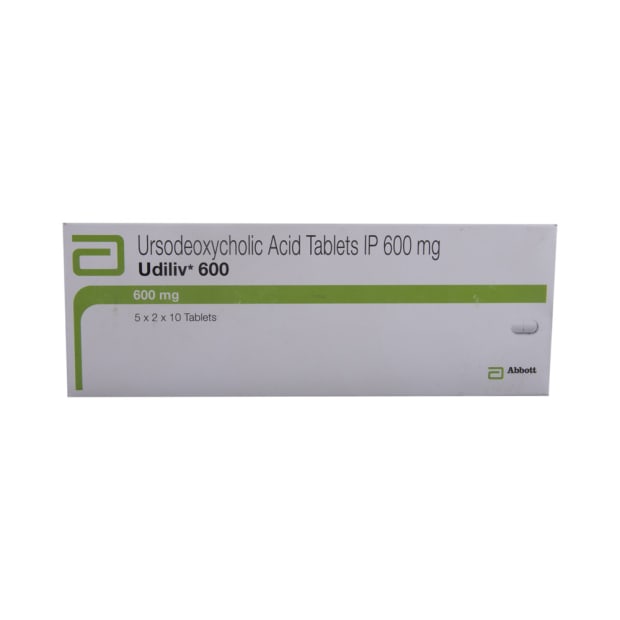 Ursodeoxycholic Acid Tablets IP 600 mg
Udiliv* 600
600 mg
5 x 2 x 10 Tablets
Abbott